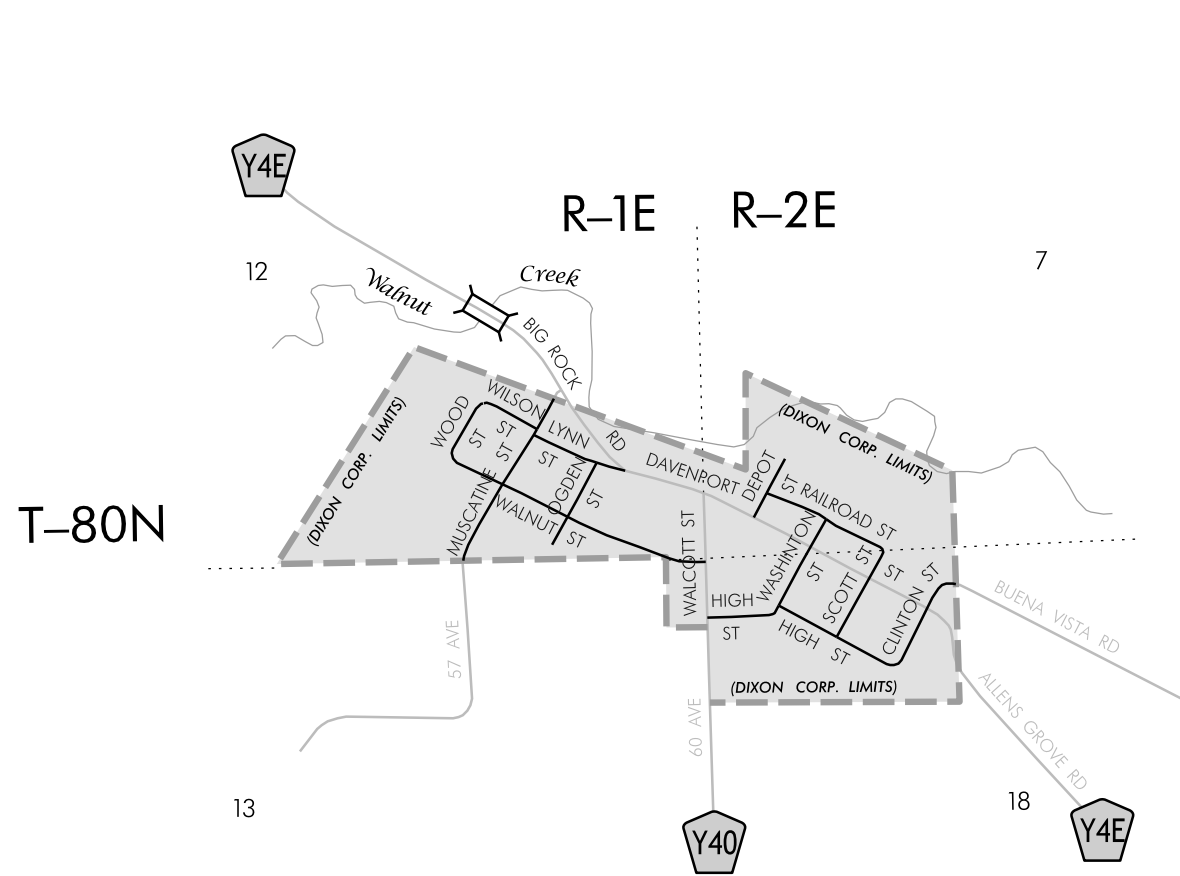 Y4E
R–1E
R–2E
12
7
Walnut
Creek
BIG ROCK
RD
WILSON
ST
WOOD
ST
LYNN
ST
(DIXON CORP. LIMITS)
(DIXON CORP. LIMITS)
DAVENPORT
DEPOT
ST
RAILROAD ST
OGDEN
ST
MUSCATINE
ST
WALNUT
ST
T–80N
WALCOTT ST
WASHINTON
ST
SCOTT ST
ST
CLINTON ST
HIGH
ST
HIGH ST
BUENA VISTA RD
57 AVE
(DIXON CORP. LIMITS)
60 AVE
ALLENS GROVE RD
13
18
Y40
Y4E